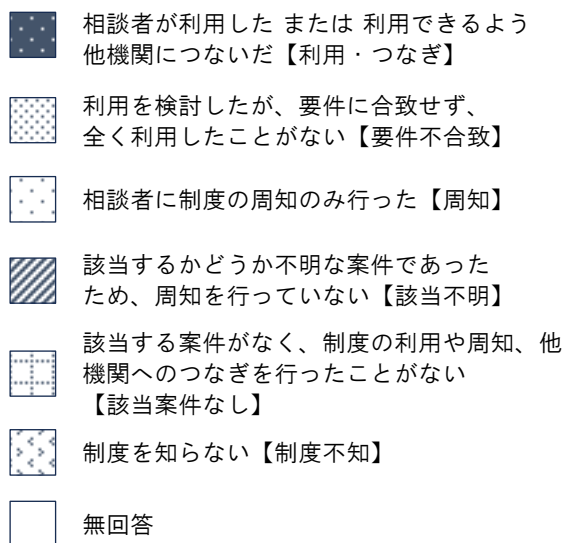 相談者が利用した または 利用できるよう
他機関につないだ【利用・つなぎ】
利用を検討したが、要件に合致せず、
全く利用したことがない【要件不合致】
相談者に制度の周知のみ行った【周知】
該当するかどうか不明な案件であった
ため、周知を行っていない【該当不明】
該当する案件がなく、制度の利用や周知、他
機関へのつなぎを行ったことがない
【該当案件なし】
制度を知らない【制度不知】
無回答